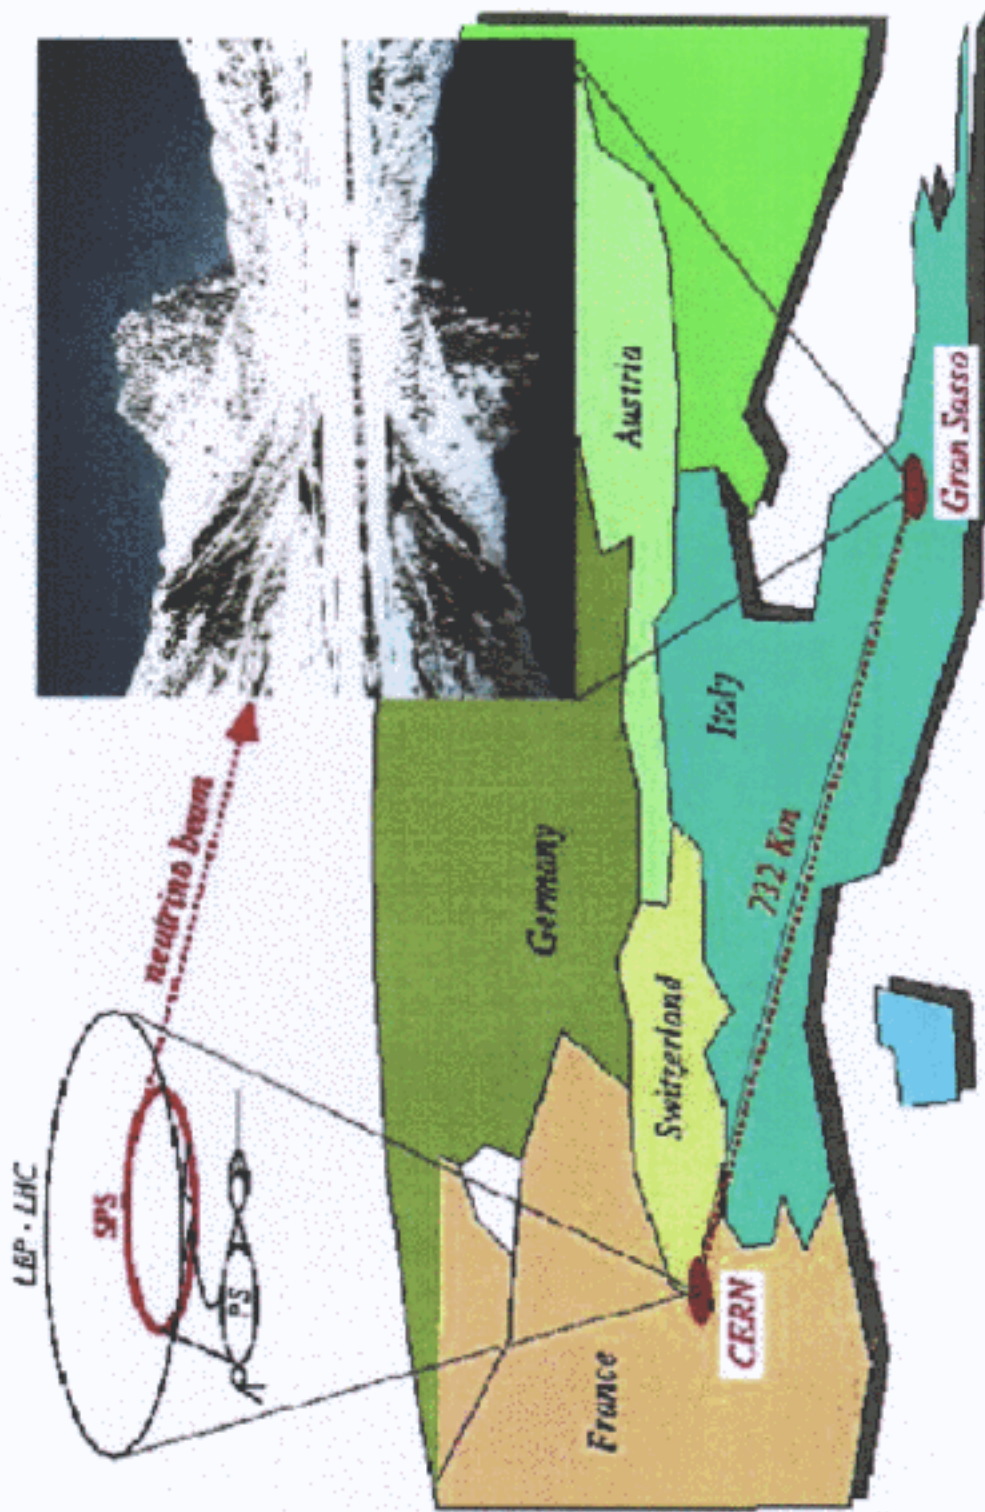 LEP · LHC
SPS
PS
neutrino beam
Germany
Austria
France
Switzerland
Italy
732 Km
CERN
Gran Sasso